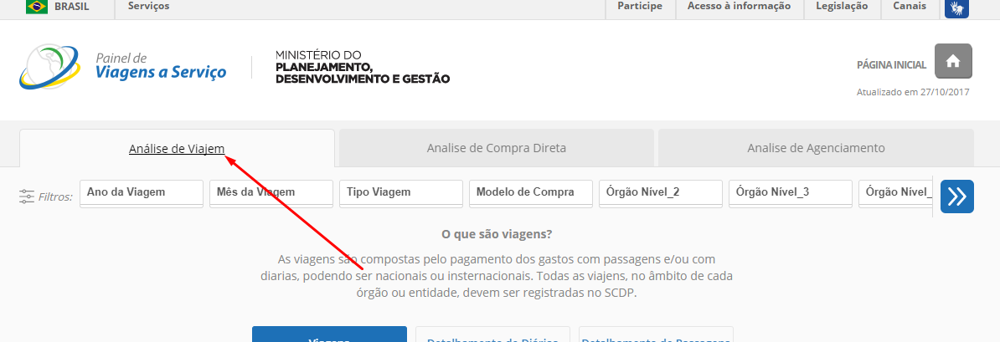 BRASIL Serviços Participe Acesso à informação Legislação Canais
Painel de
Viagens a Serviço
MINISTÉRIO DO
PLANEJAMENTO,
DESENVOLVIMENTO E GESTÃO
PÁGINA INICIAL
Atualizado em 27/10/2017
Análise de Viajem Analise de Compra Direta Analise de Agenciamento
Filtros: Ano da Viagem Mês da Viagem Tipo Viagem Modelo de Compra Órgão Nível_2 Órgão Nível_3 Órgão Nível_
O que são viagens?
As viagens são compostas pelo pagamento dos gastos com passagens e/ou com
diarias, podendo ser nacionais ou insternacionais. Todas as viajens, no âmbito de cada
órgão ou entidade, devem ser registradas no SCDP.
Viagens Detalhamento de Diárias Detalhamento de Passagens